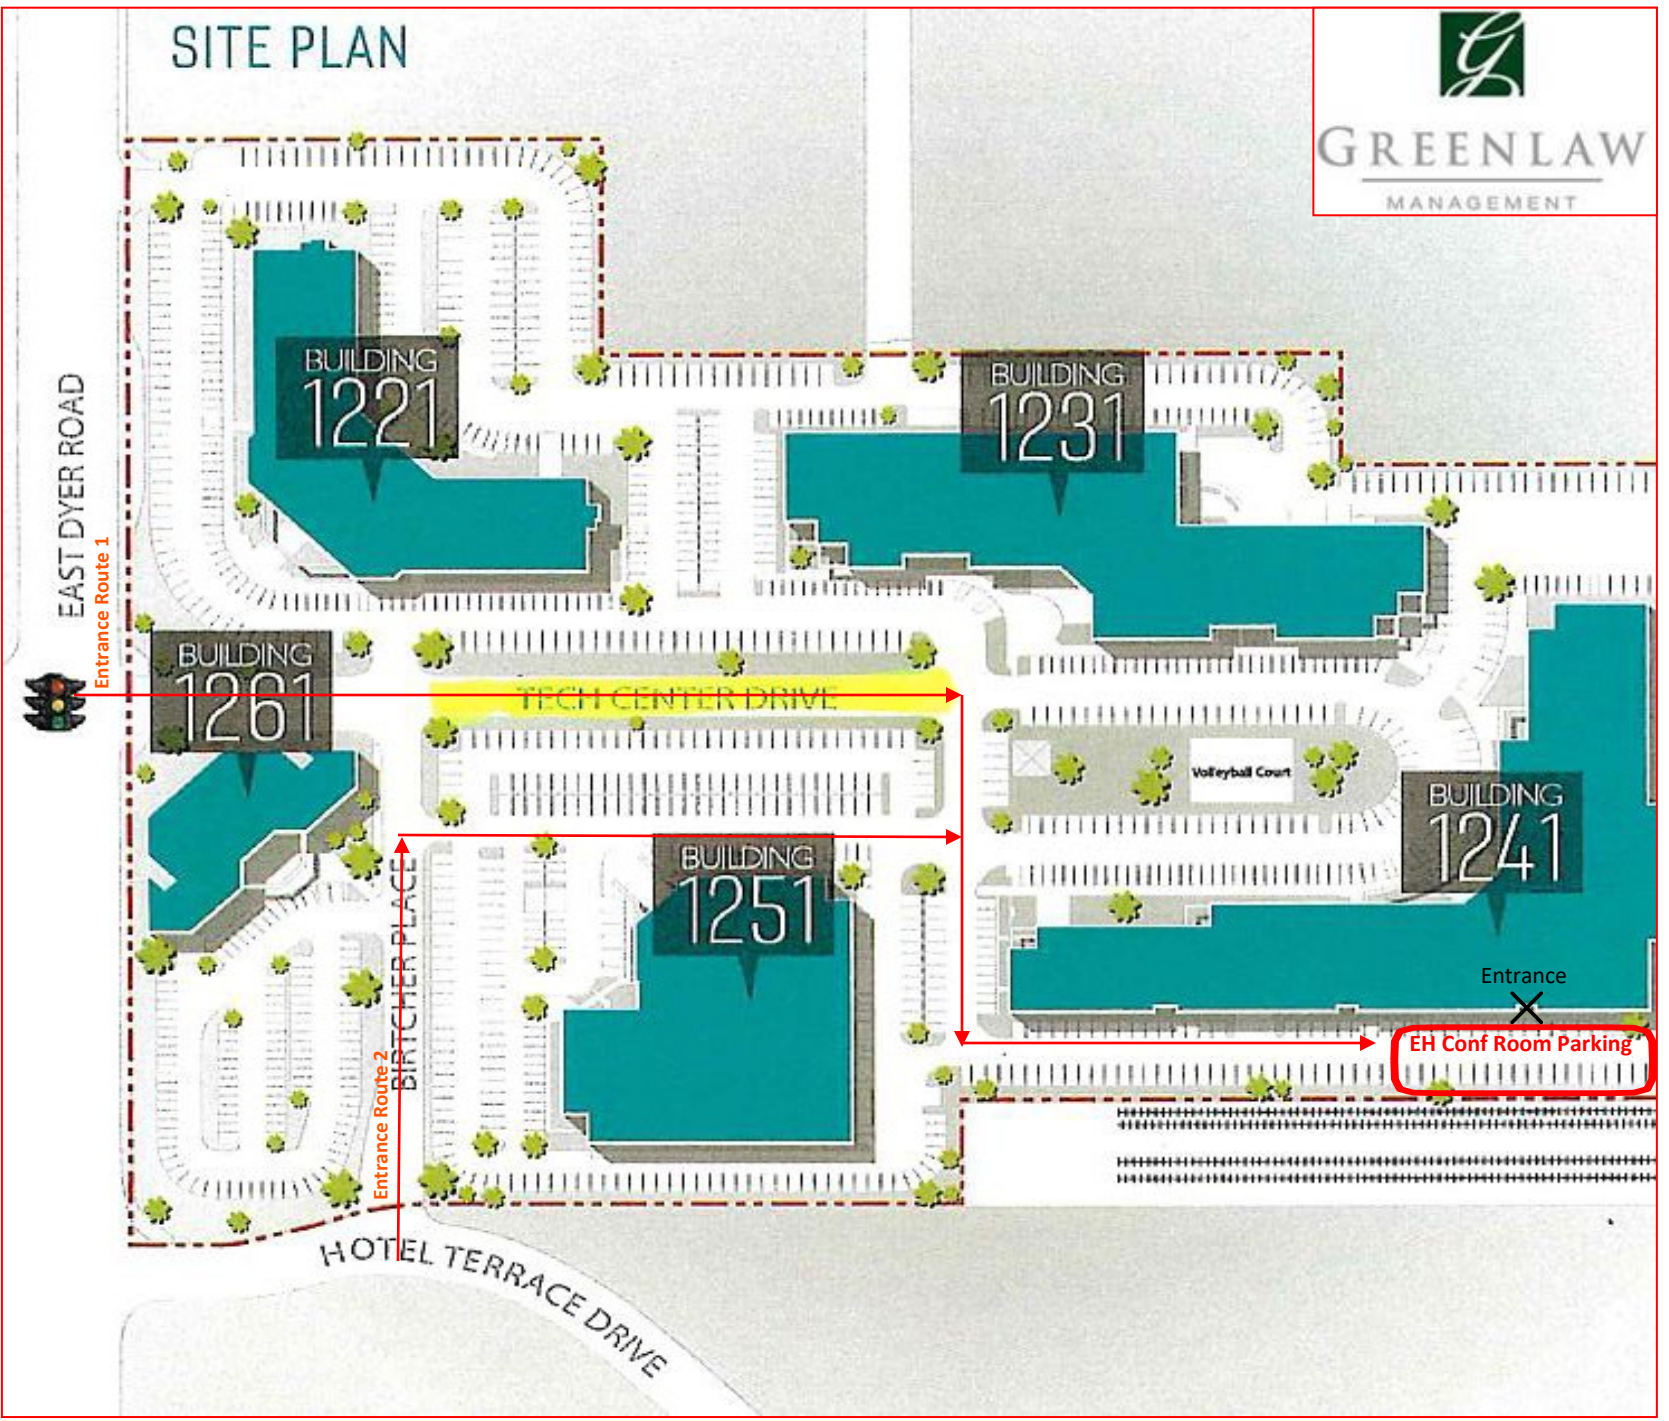 SITE PLAN
GREENLAW
MANAGEMENT
BUILDING
1221
BUILDING
1231
EAST DYER ROAD
Entrance Route 1
BUILDING
1261
TECH CENTER DRIVE
Volleyball Court
BUILDING
1241
BUILDING
1251
BIRTCHER PLACE
Entrance Route 2
Entrance
EH Conf Room Parking
HOTEL TERRACE DRIVE